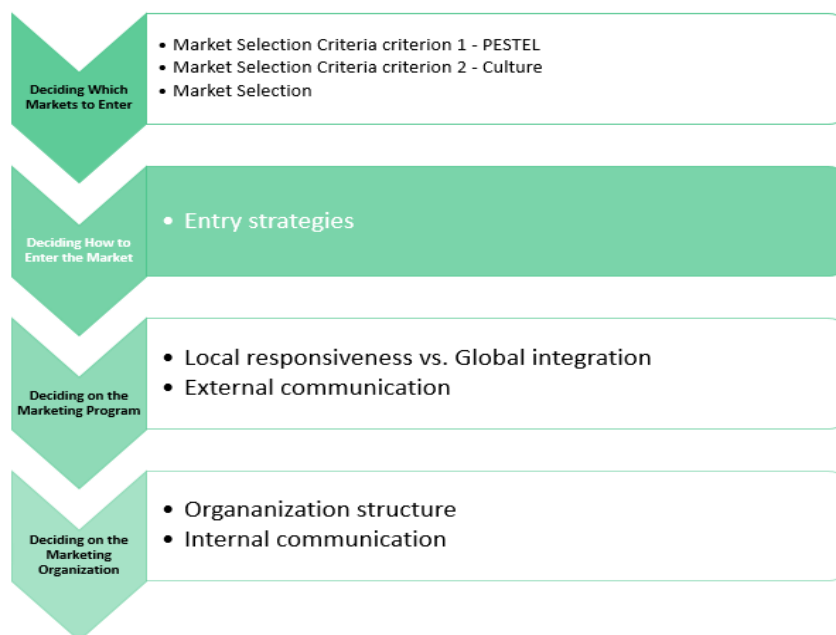 Deciding Which
Markets to Enter
• Market Selection Criteria criterion 1 - PESTEL
• Market Selection Criteria criterion 2 - Culture
• Market Selection
Deciding How to
Enter the Market
• Entry strategies
Deciding on the
Marketing Program
• Local responsiveness vs. Global integration
• External communication
Deciding on the
Marketing
Organization
• Organanization structure
• Internal communication